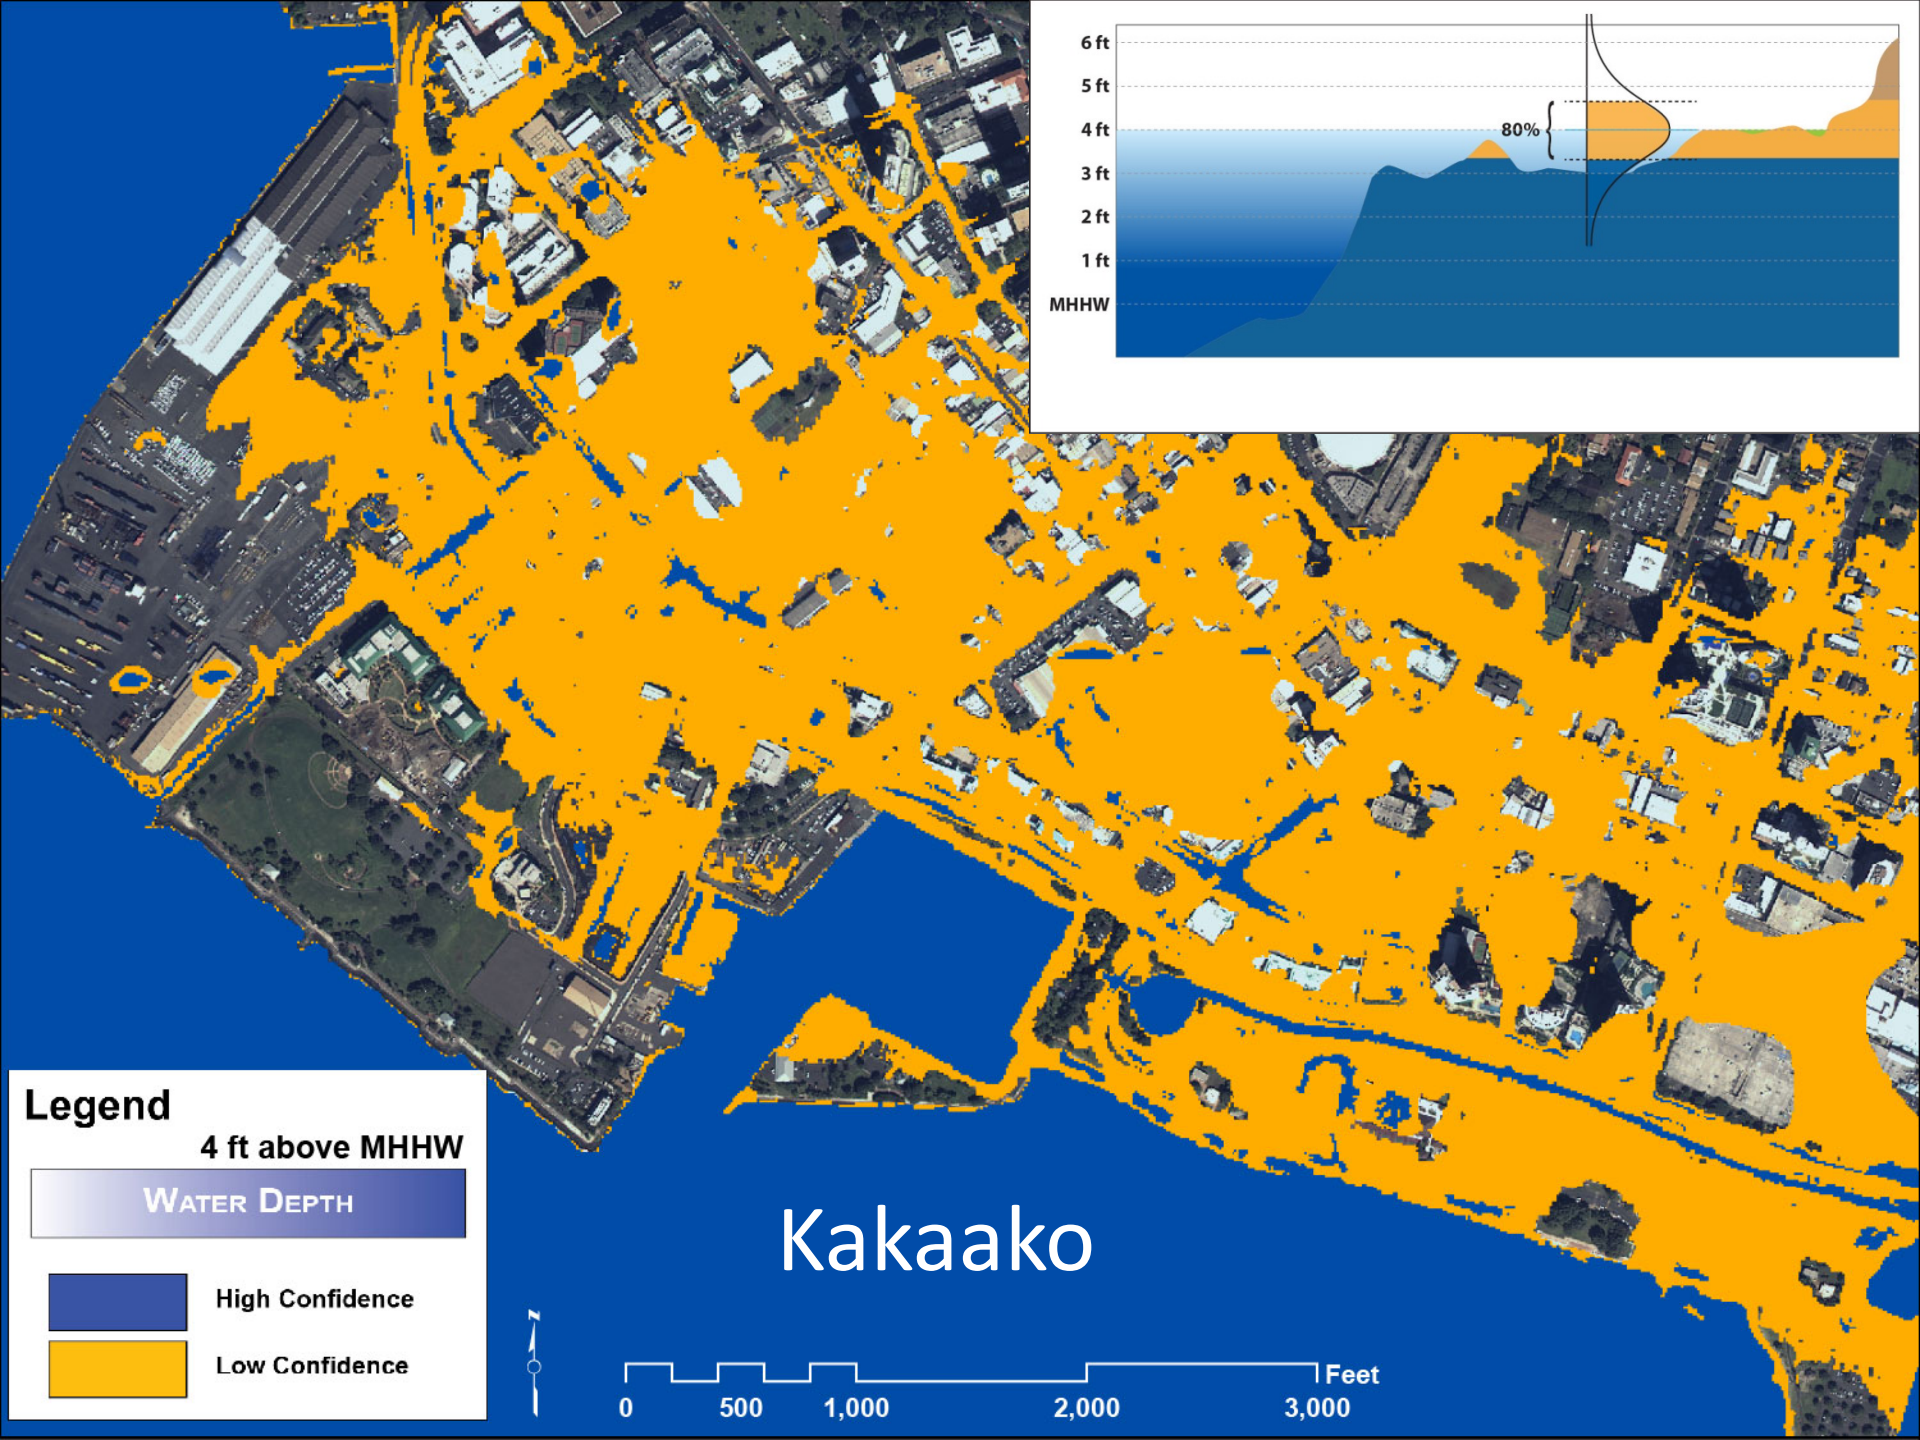 6 ft
5 ft
80%
4 ft
3 ft
2 ft
1 ft
MHHW
Legend
4 ft above MHHW
WATER DEPTH
High Confidence
Low Confidence
Kakaako
N
Feet
0 500 1,000 2,000 3,000